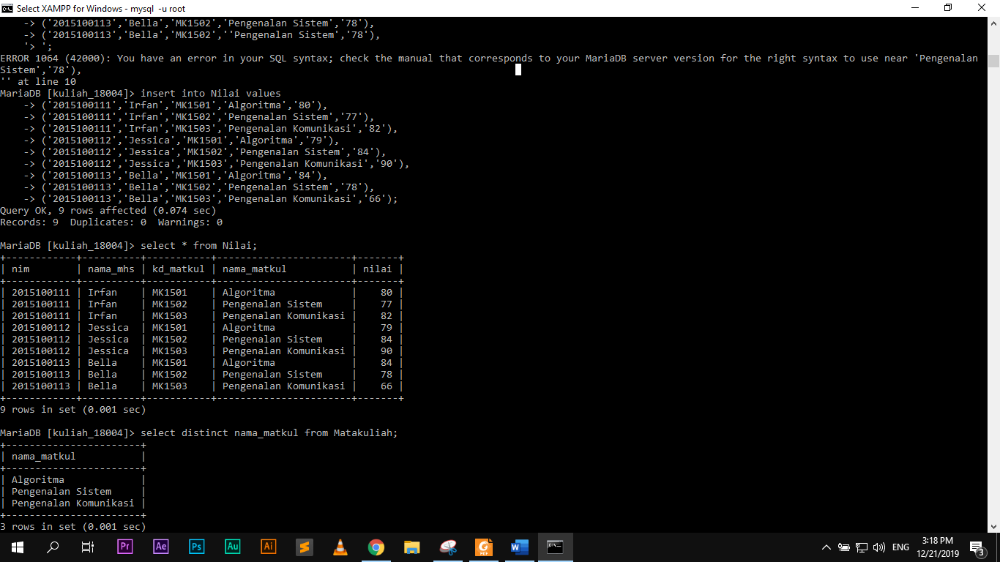 Select XAMPP for Windows - mysql  -u root
    -> ('2015100113','Bella','MK1502','Pengenalan Sistem','78'),
    -> ('2015100113','Bella','MK1502',''Pengenalan Sistem','78'),
    '> ';
ERROR 1064 (42000): You have an error in your SQL syntax; check the manual that corresponds to your MariaDB server version for the right syntax to use near 'Pengenalan
Sistem','78'),
'' at line 10
MariaDB [kuliah_18004]> insert into Nilai values
    -> ('2015100111','Irfan','MK1501','Algoritma','80'),
    -> ('2015100111','Irfan','MK1502','Pengenalan Sistem','77'),
    -> ('2015100111','Irfan','MK1503','Pengenalan Komunikasi','82'),
    -> ('2015100112','Jessica','MK1501','Algoritma','79'),
    -> ('2015100112','Jessica','MK1502','Pengenalan Sistem','84'),
    -> ('2015100112','Jessica','MK1503','Pengenalan Komunikasi','90'),
    -> ('2015100113','Bella','MK1501','Algoritma','84'),
    -> ('2015100113','Bella','MK1502','Pengenalan Sistem','78'),
    -> ('2015100113','Bella','MK1503','Pengenalan Komunikasi','66');
Query OK, 9 rows affected (0.074 sec)
Records: 9  Duplicates: 0  Warnings: 0
MariaDB [kuliah_18004]> select * from Nilai;
+------------+----------+-----------+-----------------------+-------+
| nim        | nama_mhs | kd_matkul | nama_matkul           | nilai |
+------------+----------+-----------+-----------------------+-------+
| 2015100111 | Irfan    | MK1501    | Algoritma             |    80 |
| 2015100111 | Irfan    | MK1502    | Pengenalan Sistem     |    77 |
| 2015100111 | Irfan    | MK1503    | Pengenalan Komunikasi |    82 |
| 2015100112 | Jessica  | MK1501    | Algoritma             |    79 |
| 2015100112 | Jessica  | MK1502    | Pengenalan Sistem     |    84 |
| 2015100112 | Jessica  | MK1503    | Pengenalan Komunikasi |    90 |
| 2015100113 | Bella    | MK1501    | Algoritma             |    84 |
| 2015100113 | Bella    | MK1502    | Pengenalan Sistem     |    78 |
| 2015100113 | Bella    | MK1503    | Pengenalan Komunikasi |    66 |
+------------+----------+-----------+-----------------------+-------+
9 rows in set (0.001 sec)
MariaDB [kuliah_18004]> select distinct nama_matkul from Matakuliah;
+-----------------------+
| nama_matkul           |
+-----------------------+
| Algoritma             |
| Pengenalan Sistem     |
| Pengenalan Komunikasi |
+-----------------------+
3 rows in set (0.001 sec)
Pr Ae Ps Au Ai ENG 3:18 PM
12/21/2019 3